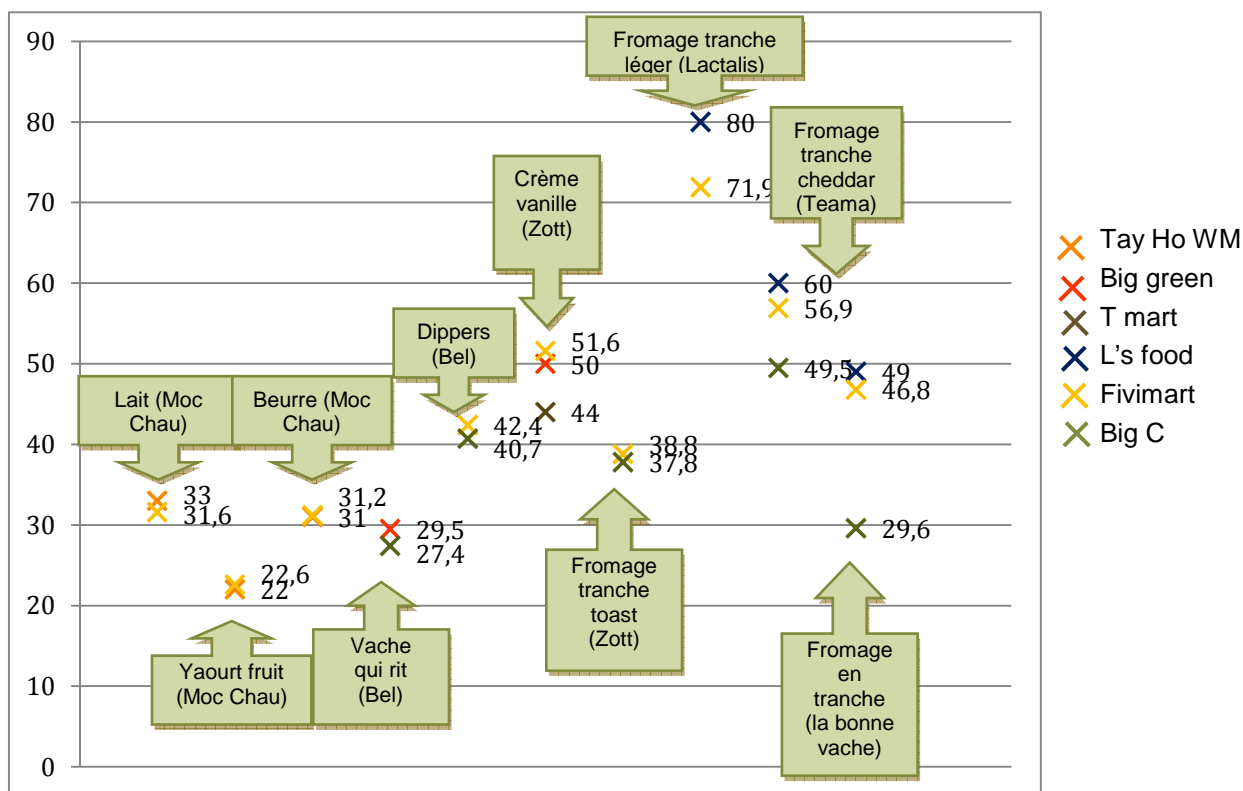 90
80
70
60
50
40
30
20
10
0
Lait (Moc
Chau)
33
31,6
Yaourt fruit
(Moc Chau)
22,6
22
Beurre (Moc
Chau)
31,2
31
Vache
qui rit
(Bel)
29,5
27,4
Dippers
(Bel)
42,4
40,7
Crème
vanille
(Zott)
51,6
50
44
Fromage
tranche
toast
(Zott)
38,8
37,8
Fromage tranche
léger (Lactalis)
80
71,9
Fromage
tranche
cheddar
(Teama)
60
56,9
49,5
Fromage
en
tranche
(la bonne
vache)
49
46,8
29,6
Tay Ho WM
Big green
T mart
L's food
Fivimart
Big C